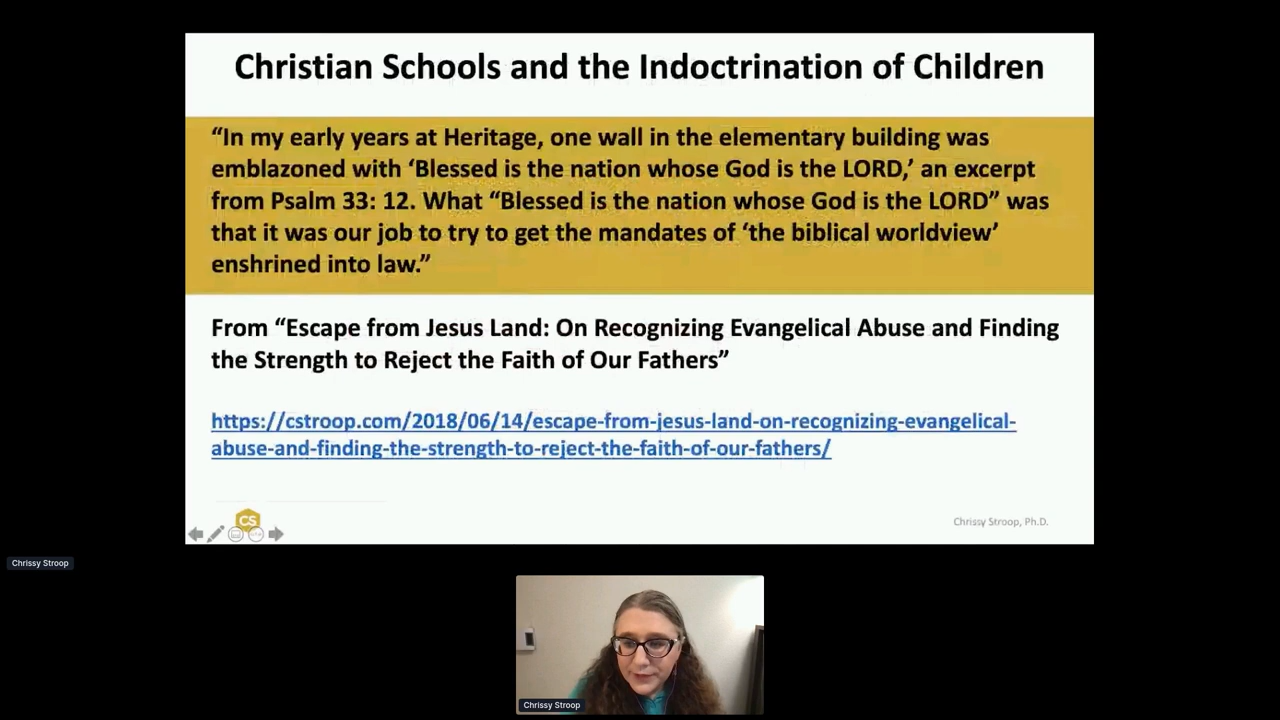 Christian Schools and the Indoctrination of Children
“In my early years at Heritage, one wall in the elementary building was
emblazoned with ‘Blessed is the nation whose God is the LORD,’ an excerpt
from Psalm 33: 12. What “Blessed is the nation whose God is the LORD” was
that it was our job to try to get the mandates of ‘the biblical worldview’
enshrined into law.”
From “Escape from Jesus Land: On Recognizing Evangelical Abuse and Finding
the Strength to Reject the Faith of Our Fathers”
https://cstroop.com/2018/06/14/escape-from-jesus-land-on-recognizing-evangelical-
abuse-and-finding-the-strength-to-reject-the-faith-of-our-fathers/
CS
Chrissy Stroop, Ph.D.
Chrissy Stroop
Chrissy Stroop